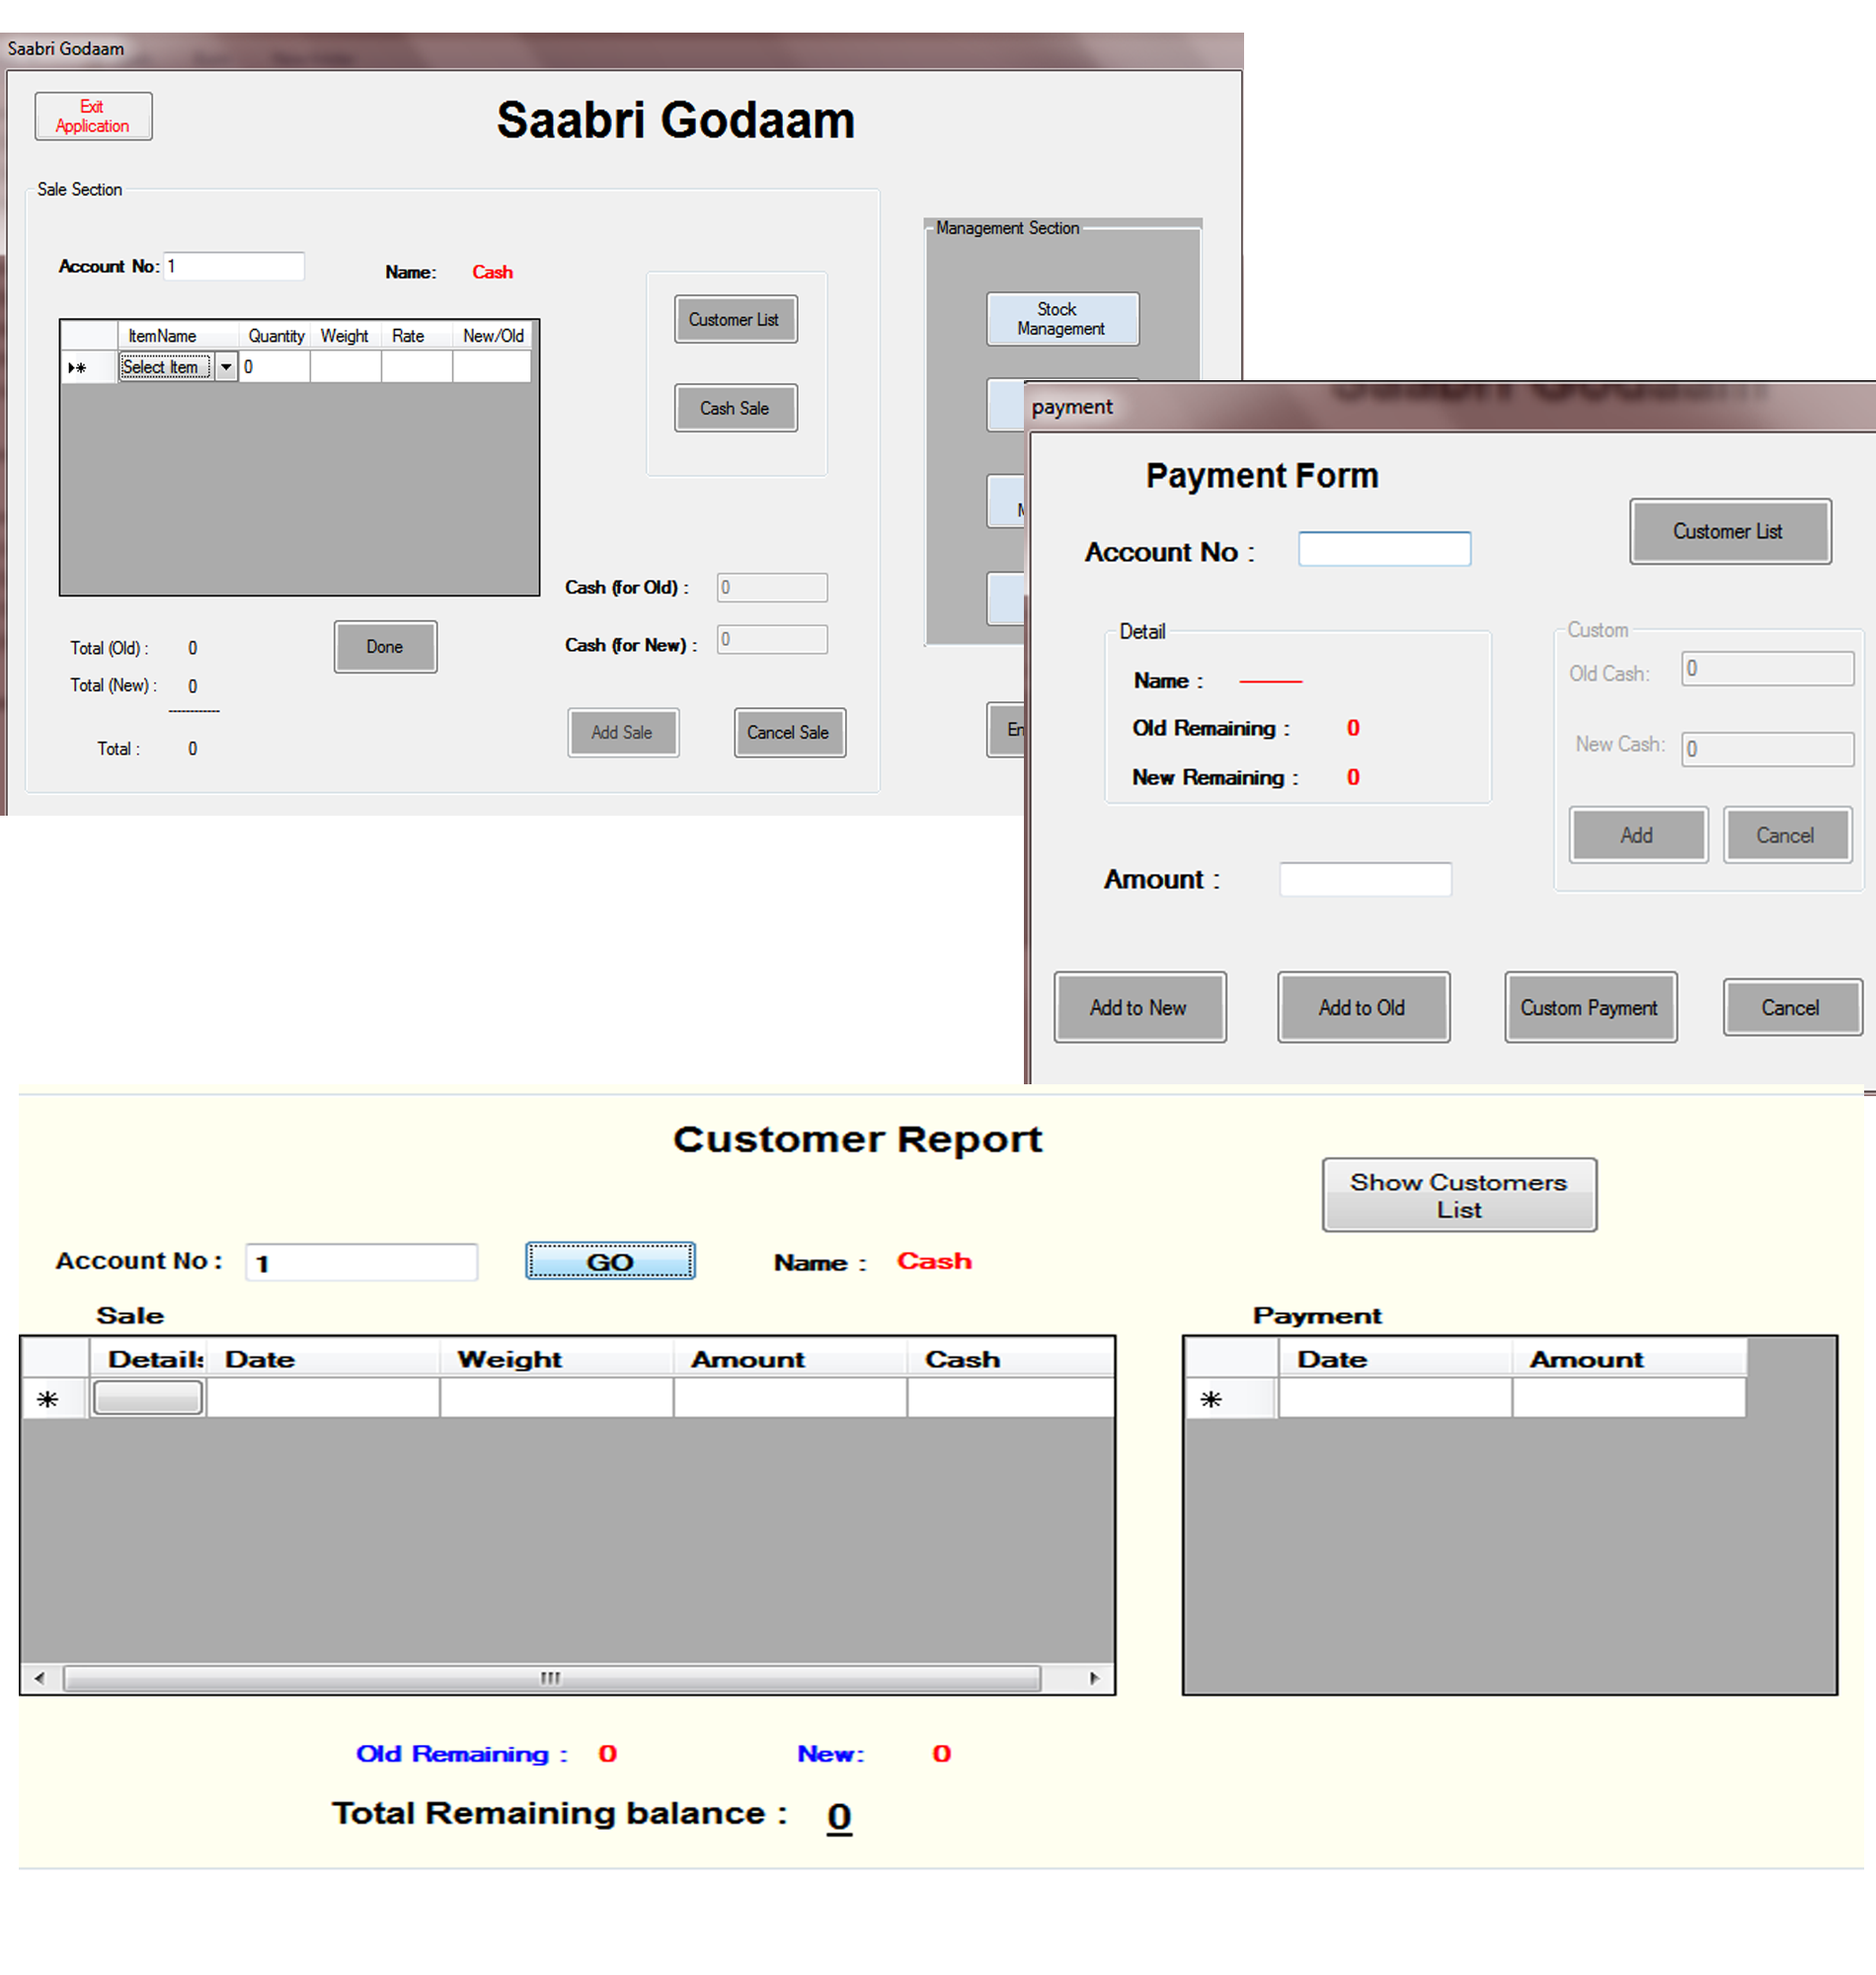 Saabri Godaam
Exit
Application
Saabri Godaam
Sale Section
Account No: 1
Name: Cash
ItemName Quantity Weight Rate New/Old
Select Item 0
Customer List
Cash Sale
Cash (for Old) : 0
Cash (for New) : 0
Total (Old) : 0
Total (New) : 0
------------
Total : 0
Done
Add Sale
Cancel Sale
Management Section
Stock
Management
M
En
payment
Payment Form
Account No :
Customer List
Detail
Name :
Old Remaining : 0
New Remaining : 0
Custom
Old Cash: 0
New Cash: 0
Add
Cancel
Amount :
Add to New
Add to Old
Custom Payment
Cancel
Customer Report
Show Customers
List
Account No : 1
GO
Name : Cash
Sale
Details Date Weight Amount Cash
Payment
Date Amount
Old Remaining : 0
New: 0
Total Remaining balance : 0